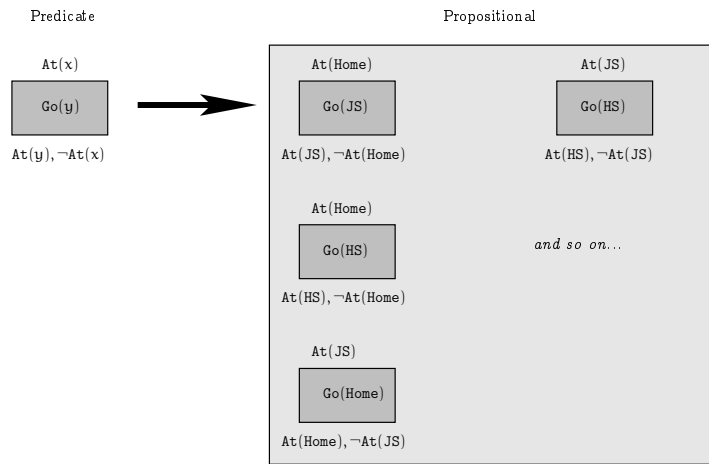 Predicate
Propositional
At(x)
Go(y)
At(y), ¬At(x)
At(Home)
Go(JS)
At(JS), ¬At(Home)
At(JS)
Go(HS)
At(HS), ¬At(JS)
At(Home)
Go(HS)
At(HS), ¬At(Home)
and so on...
At(JS)
Go(Home)
At(Home), ¬At(JS)